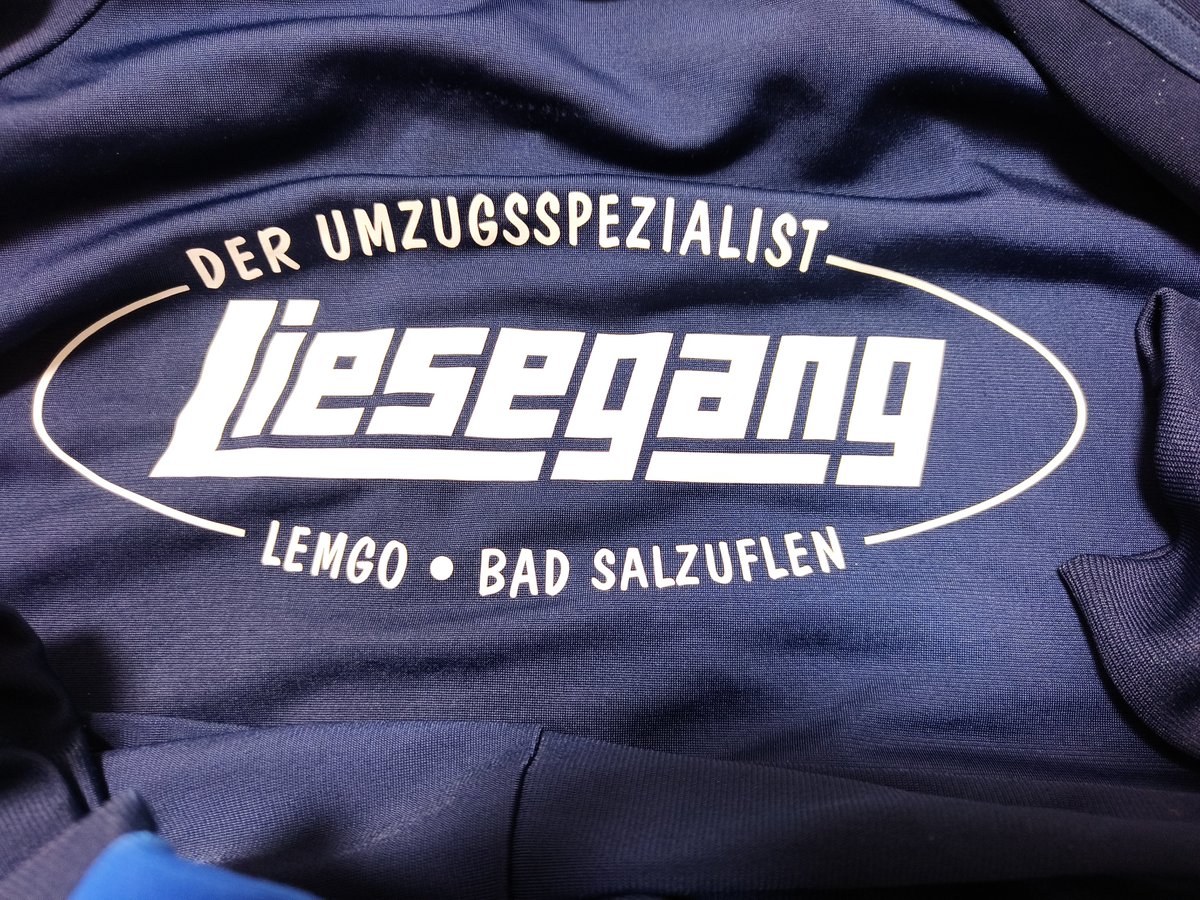 DER UMZUGSSPEZIALIST
Liesegang
LEMGO • BAD SALZUFLEN